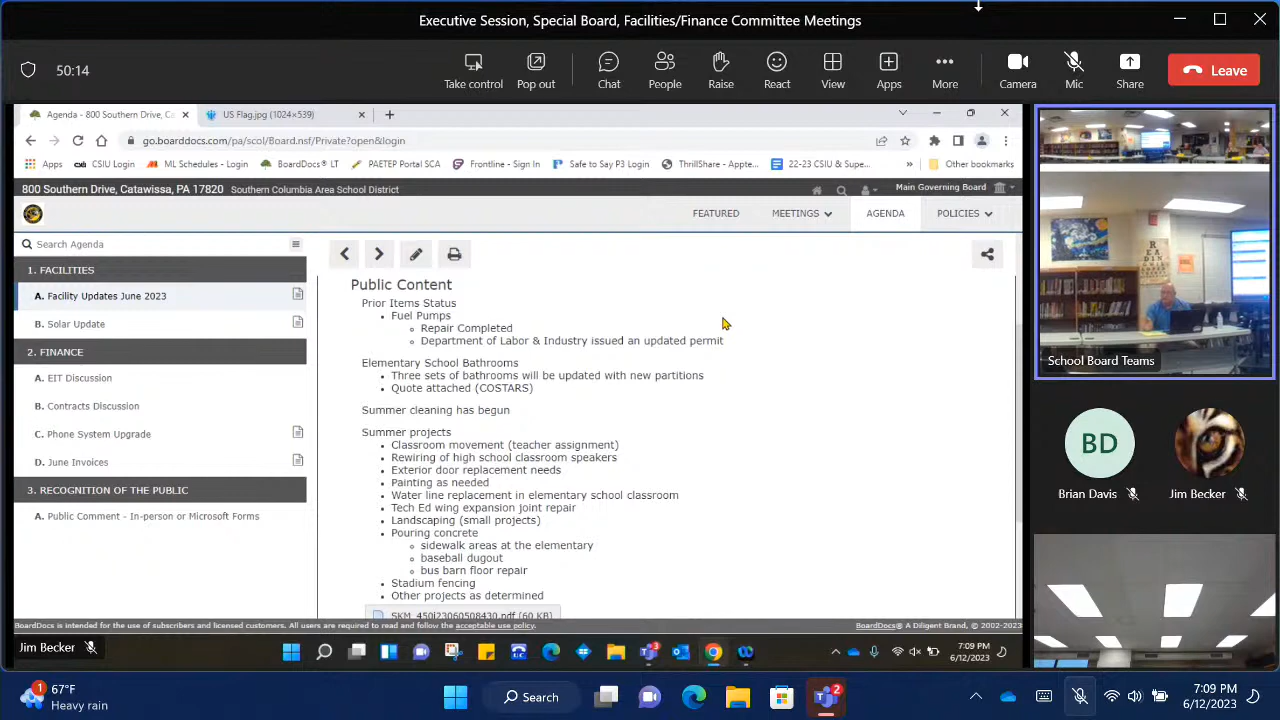 Executive Session, Special Board, Facilities/Finance Committee Meetings
50:14
Take control Pop out Chat People Raise React View Apps More Camera Mic Share Leave
Agenda - 800 Southern Drive, Ca US Flag.jpg (1024×539)
go.boarddocs.com/pa/scol/Board.nsf/Private?open&login
Apps CSIU Login ML Schedules - Login BoardDocs® LT PAETEP Portal SCA Frontline - Sign In Safe to Say P3 Login ThrillShare - Appte... 22-23 CSIU & Supe... » Other bookmarks
800 Southern Drive, Catawissa, PA 17820 Southern Columbia Area School District Main Governing Board
FEATURED MEETINGS AGENDA POLICIES
Search Agenda
1. FACILITIES
A. Facility Updates June 2023
B. Solar Update
2. FINANCE
A. EIT Discussion
B. Contracts Discussion
C. Phone System Upgrade
D. June Invoices
3. RECOGNITION OF THE PUBLIC
A. Public Comment - In-person or Microsoft Forms
Public Content
Prior Items Status
• Fuel Pumps
○ Repair Completed
○ Department of Labor & Industry issued an updated permit
Elementary School Bathrooms
• Three sets of bathrooms will be updated with new partitions
• Quote attached (COSTARS)
Summer cleaning has begun
Summer projects
• Classroom movement (teacher assignment)
• Rewiring of high school classroom speakers
• Exterior door replacement needs
• Painting as needed
• Water line replacement in elementary school classroom
• Tech Ed wing expansion joint repair
• Landscaping (small projects)
• Pouring concrete
○ sidewalk areas at the elementary
○ baseball dugout
○ bus barn floor repair
• Stadium fencing
• Other projects as determined
SKM_450i23060508430.pdf (60 KB)
BoardDocs is intended for the use of subscribers and licensed customers. All users are required to read and follow the acceptable use policy. BoardDocs® A Diligent Brand, © 2002-2023
Jim Becker
7:09 PM
6/12/2023
School Board Teams
BD
Brian Davis
Jim Becker
1
67°F
Heavy rain
Search
2
7:09 PM
6/12/2023